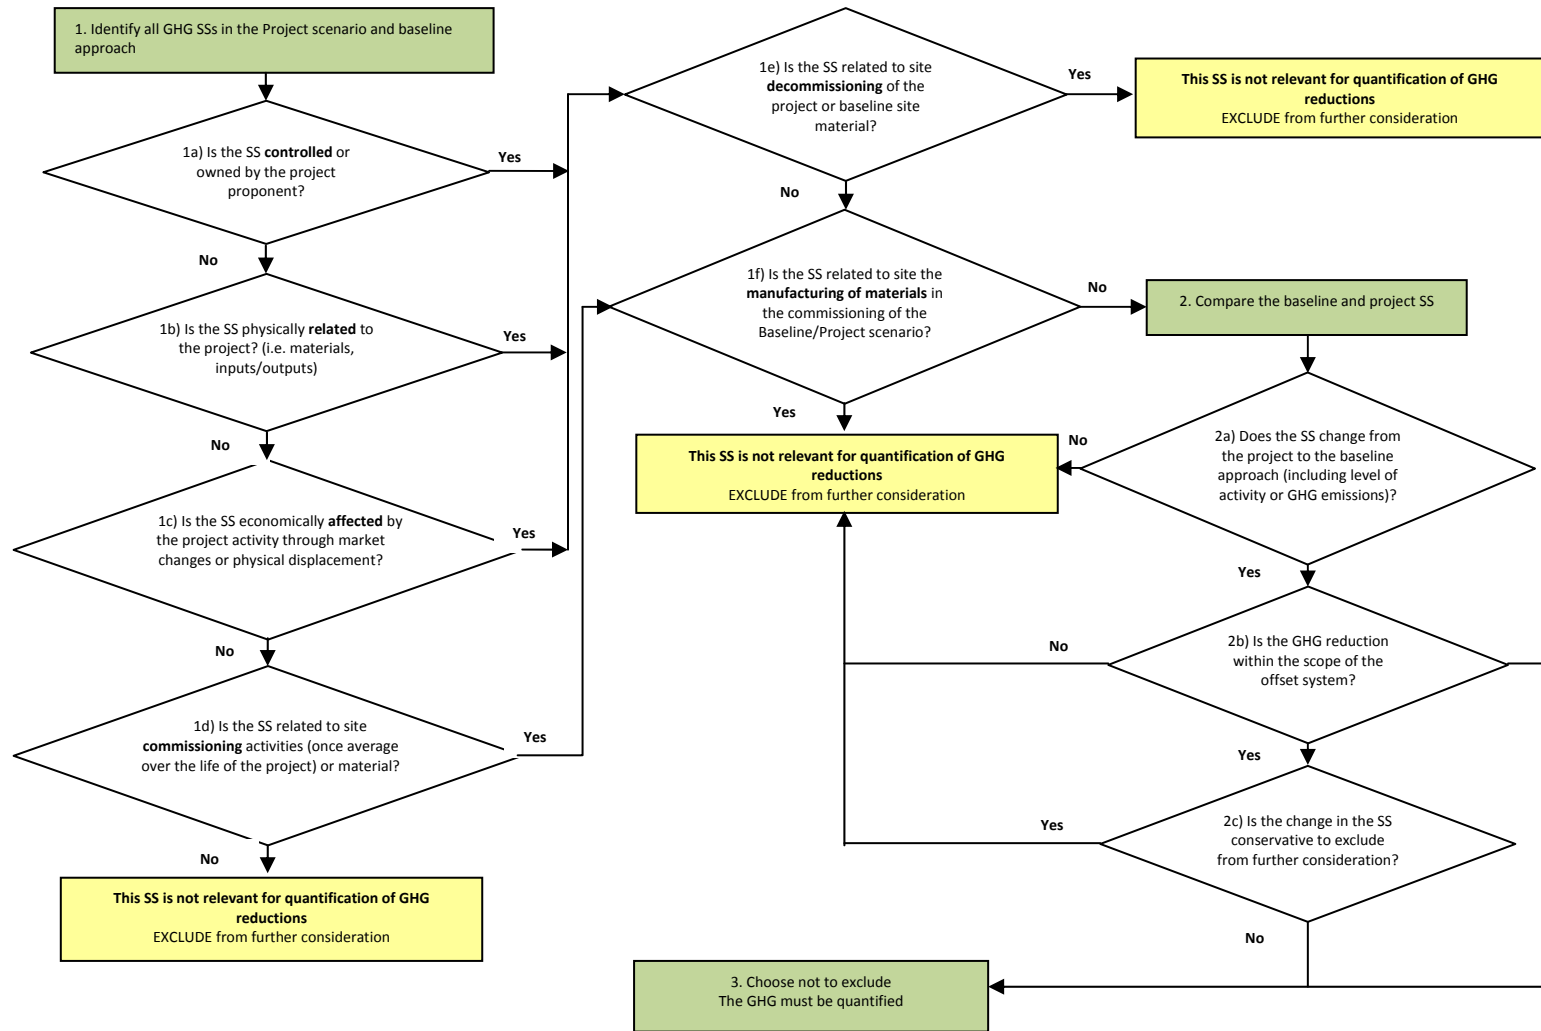 1. Identify all GHG SSs in the Project scenario and baseline
approach
1a) Is the SS controlled or
owned by the project
proponent?
Yes
No
1b) Is the SS physically related to
the project? (i.e. materials,
inputs/outputs)
Yes
No
1c) Is the SS economically affected by
the project activity through market
changes or physical displacement?
Yes
No
1d) Is the SS related to site
commissioning activities (once average
over the life of the project) or material?
Yes
No
This SS is not relevant for quantification of GHG
reductions
EXCLUDE from further consideration
1e) Is the SS related to site
decommissioning of the
project or baseline site
material?
Yes
This SS is not relevant for quantification of GHG
reductions
EXCLUDE from further consideration
No
1f) Is the SS related to site the
manufacturing of materials in
the commissioning of the
Baseline/Project scenario?
No
2. Compare the baseline and project SS
Yes
This SS is not relevant for quantification of GHG
reductions
EXCLUDE from further consideration
No
2a) Does the SS change from
the project to the baseline
approach (including level of
activity or GHG emissions)?
Yes
2b) Is the GHG reduction
within the scope of the
offset system?
No
Yes
2c) Is the change in the SS
conservative to exclude
from further consideration?
Yes
No
3. Choose not to exclude
The GHG must be quantified